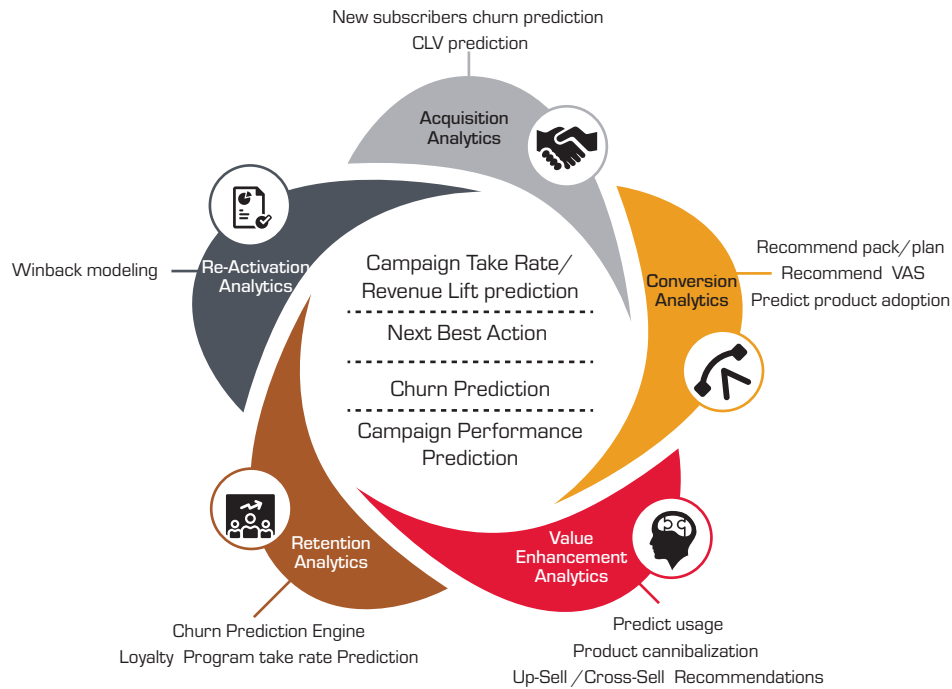 New subscribers churn prediction
CLV prediction
Acquisition
Analytics
Recommend pack/plan
Recommend VAS
Predict product adoption
Conversion
Analytics
Winback modeling
Re-Activation
Analytics
Campaign Take Rate/
Revenue Lift prediction
Next Best Action
Churn Prediction
Campaign Performance
Prediction
Value
Enhancement
Analytics
Predict usage
Product cannibalization
Up-Sell /Cross-Sell Recommendations
Retention
Analytics
Churn Prediction Engine
Loyalty Program take rate Prediction